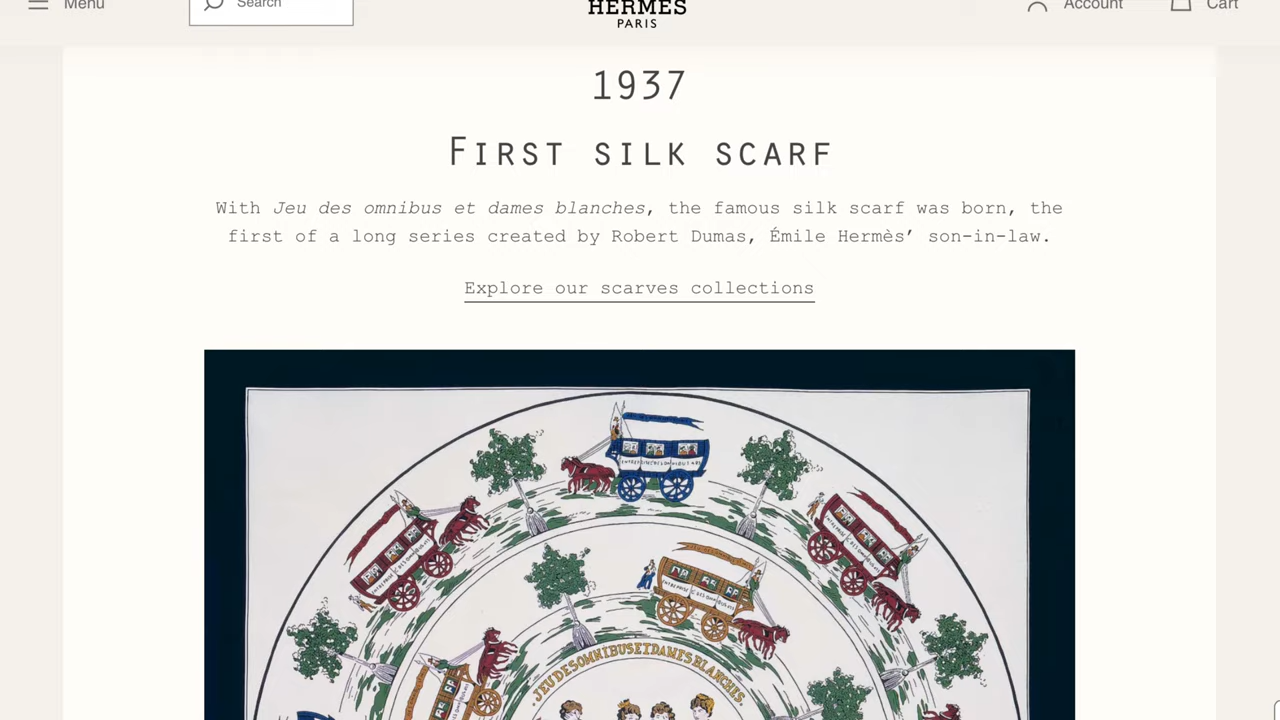 Menu
Search
HERMÈS
PARIS
Account
Cart
1937
First silk scarf
With Jeu des omnibus et dames blanches, the famous silk scarf was born, the
first of a long series created by Robert Dumas, Émile Hermès’ son-in-law.
Explore our scarves collections
JEU DES OMNIBUS ET DAMES BLANCHES